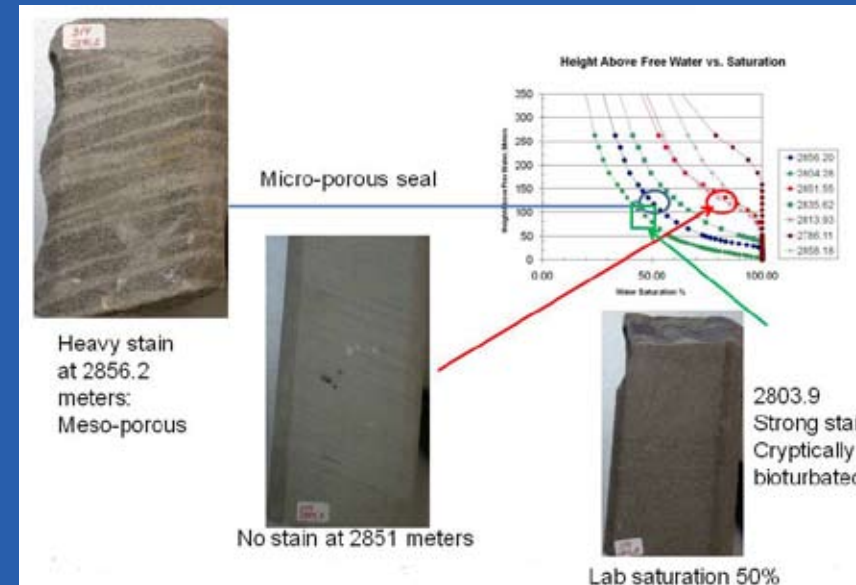 Height Above Free Water vs. Saturation
Micro-porous seal
350
300
250
200
150
100
50
0
0.00
50.00
100.00
Water Saturation %
2856.20
2804.28
2851.55
2835.62
2813.93
2786.11
2858.18
Heavy stain
at 2856.2
meters:
Meso-porcus
No stain at 2851 meters
2803.9
Strong stai
Cryptically
bioturbated
Lab saturation 50%